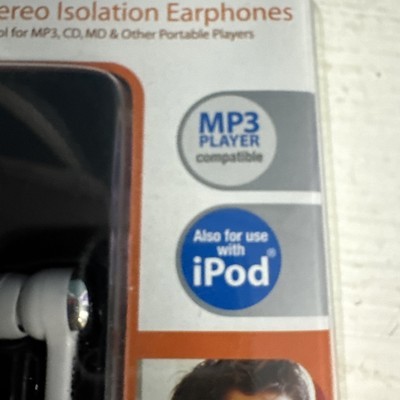 ereo Isolation Earphones
ol for MP3, CD, MD & Other Portable Players
MP3
PLAYER
compatible
Also for use
with
iPod®